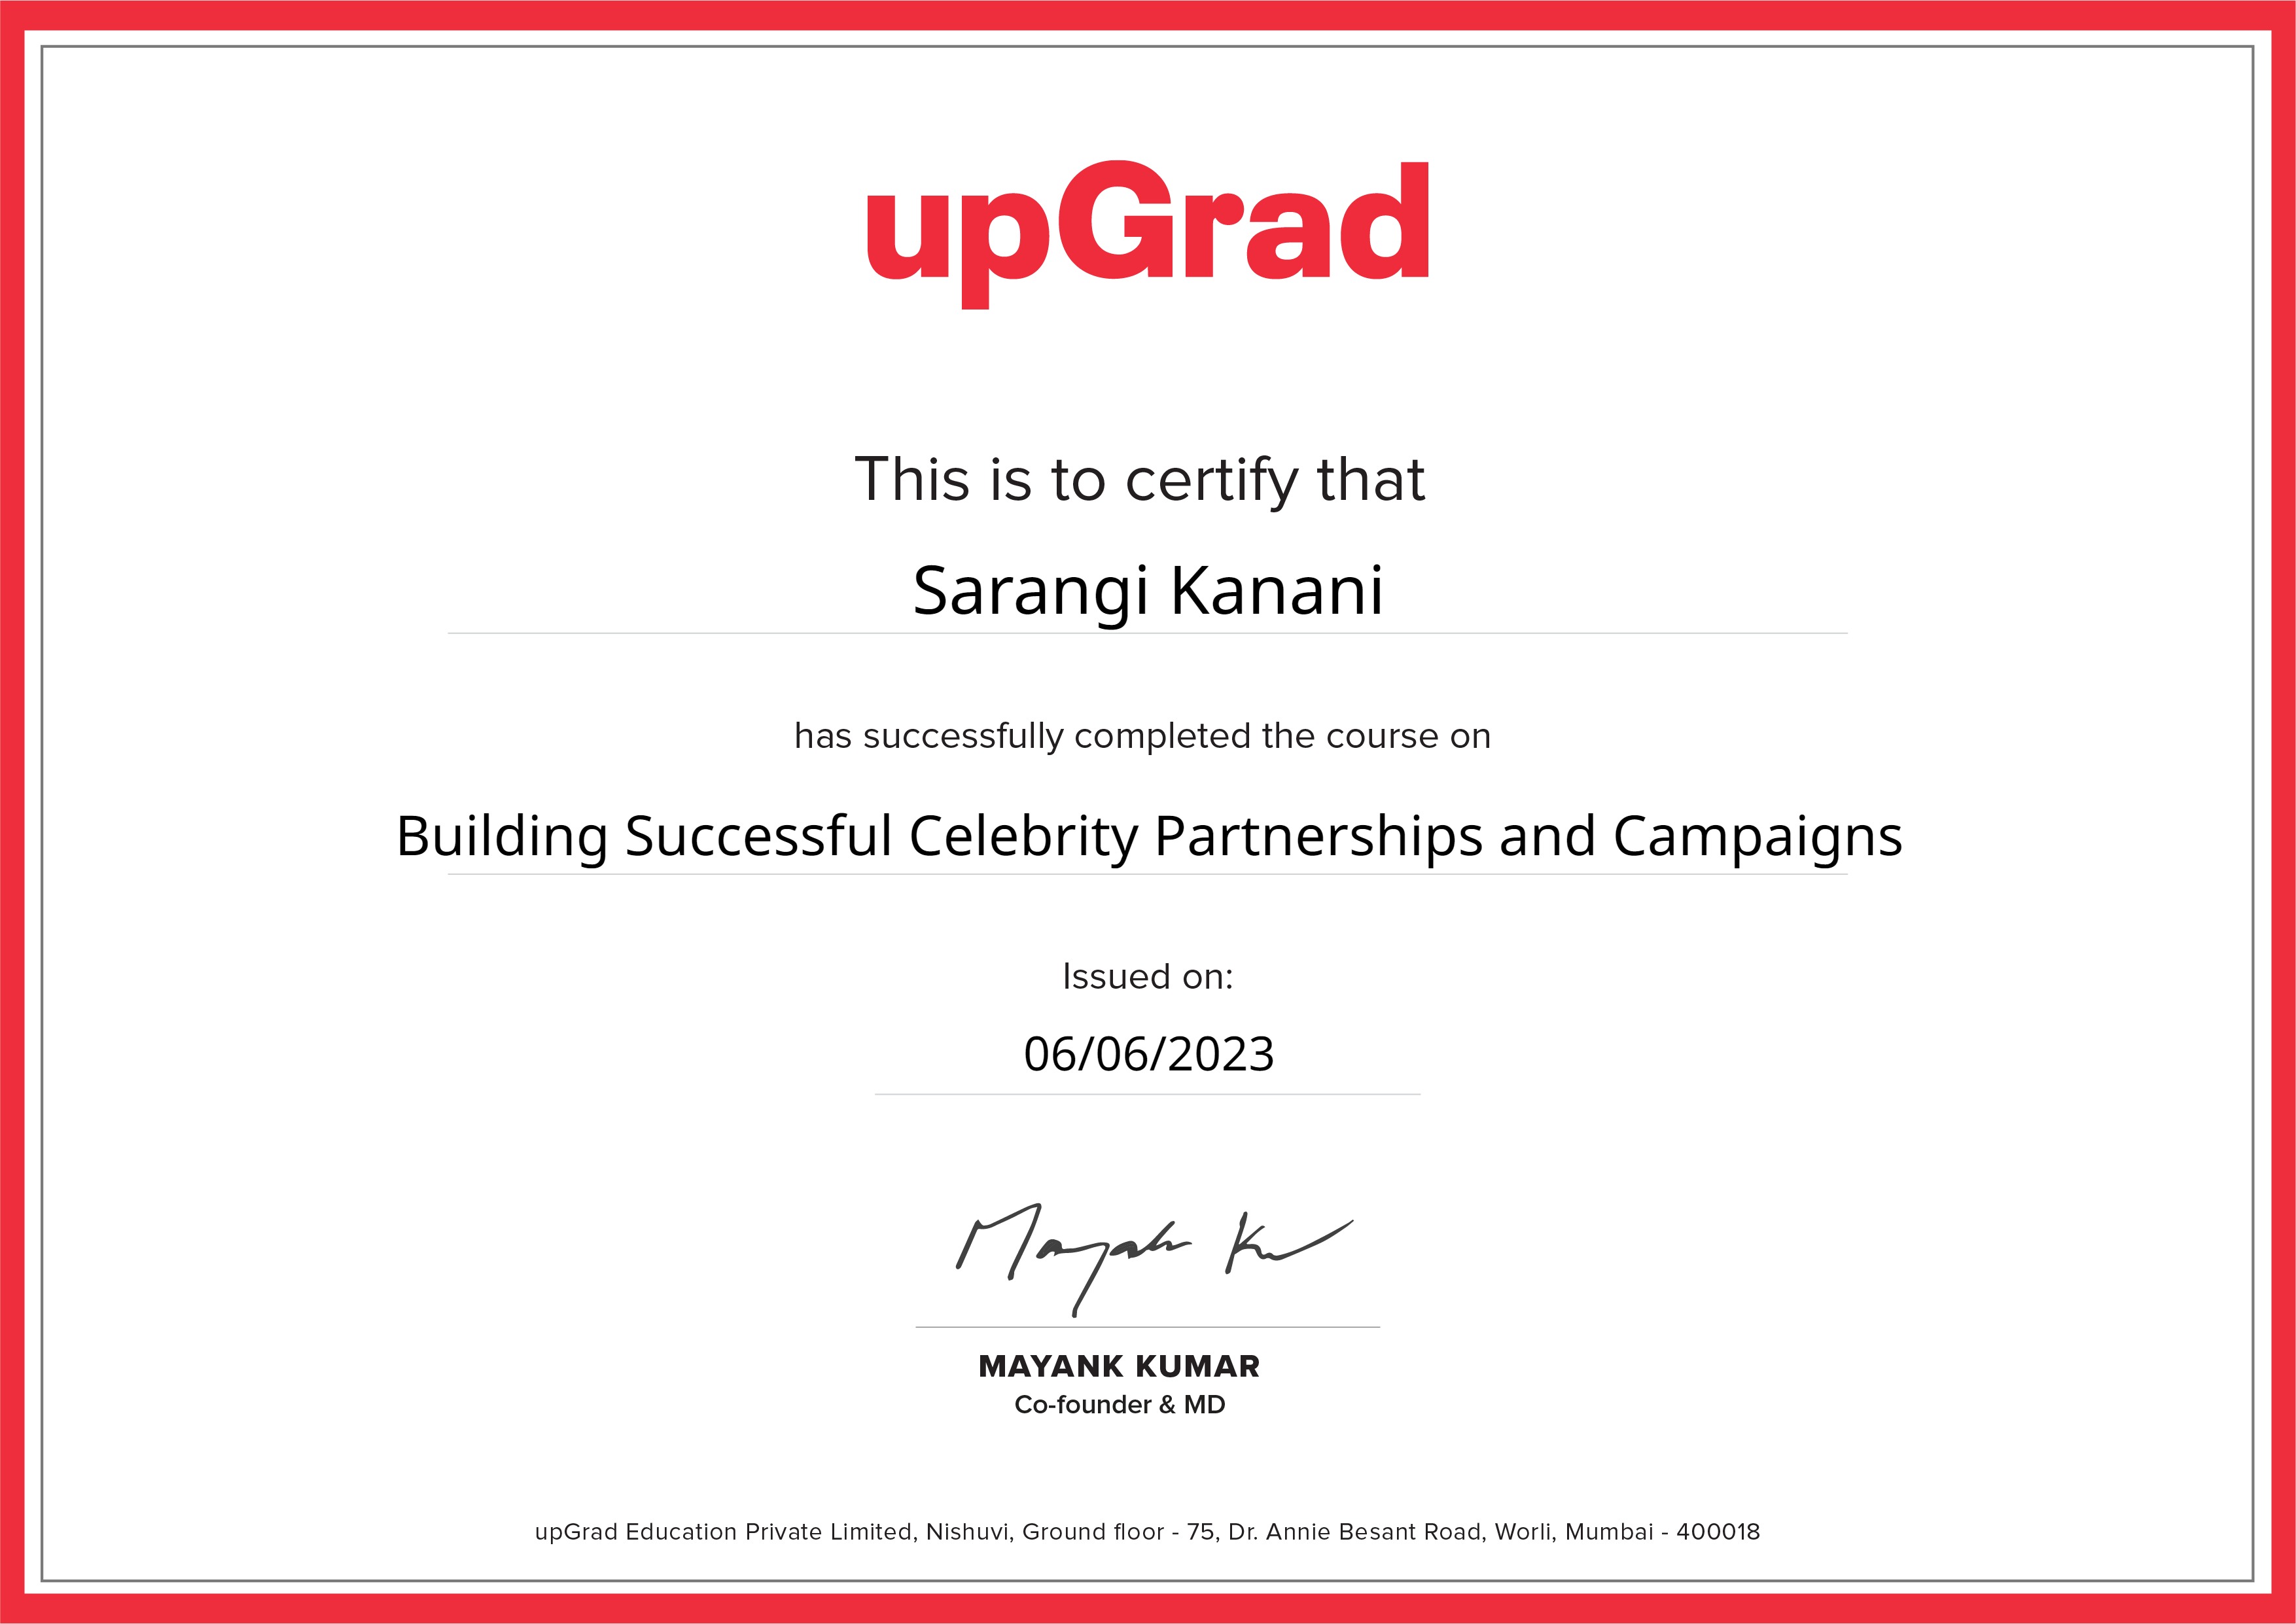 upGrad
This is to certify that
Sarangi Kanani
has successfully completed the course on
Building Successful Celebrity Partnerships and Campaigns
Issued on:
06/06/2023
Mayank Ku
MAYANK KUMAR
Co-founder & MD
upGrad Education Private Limited, Nishuvi, Ground floor - 75, Dr. Annie Besant Road, Worli, Mumbai - 400018